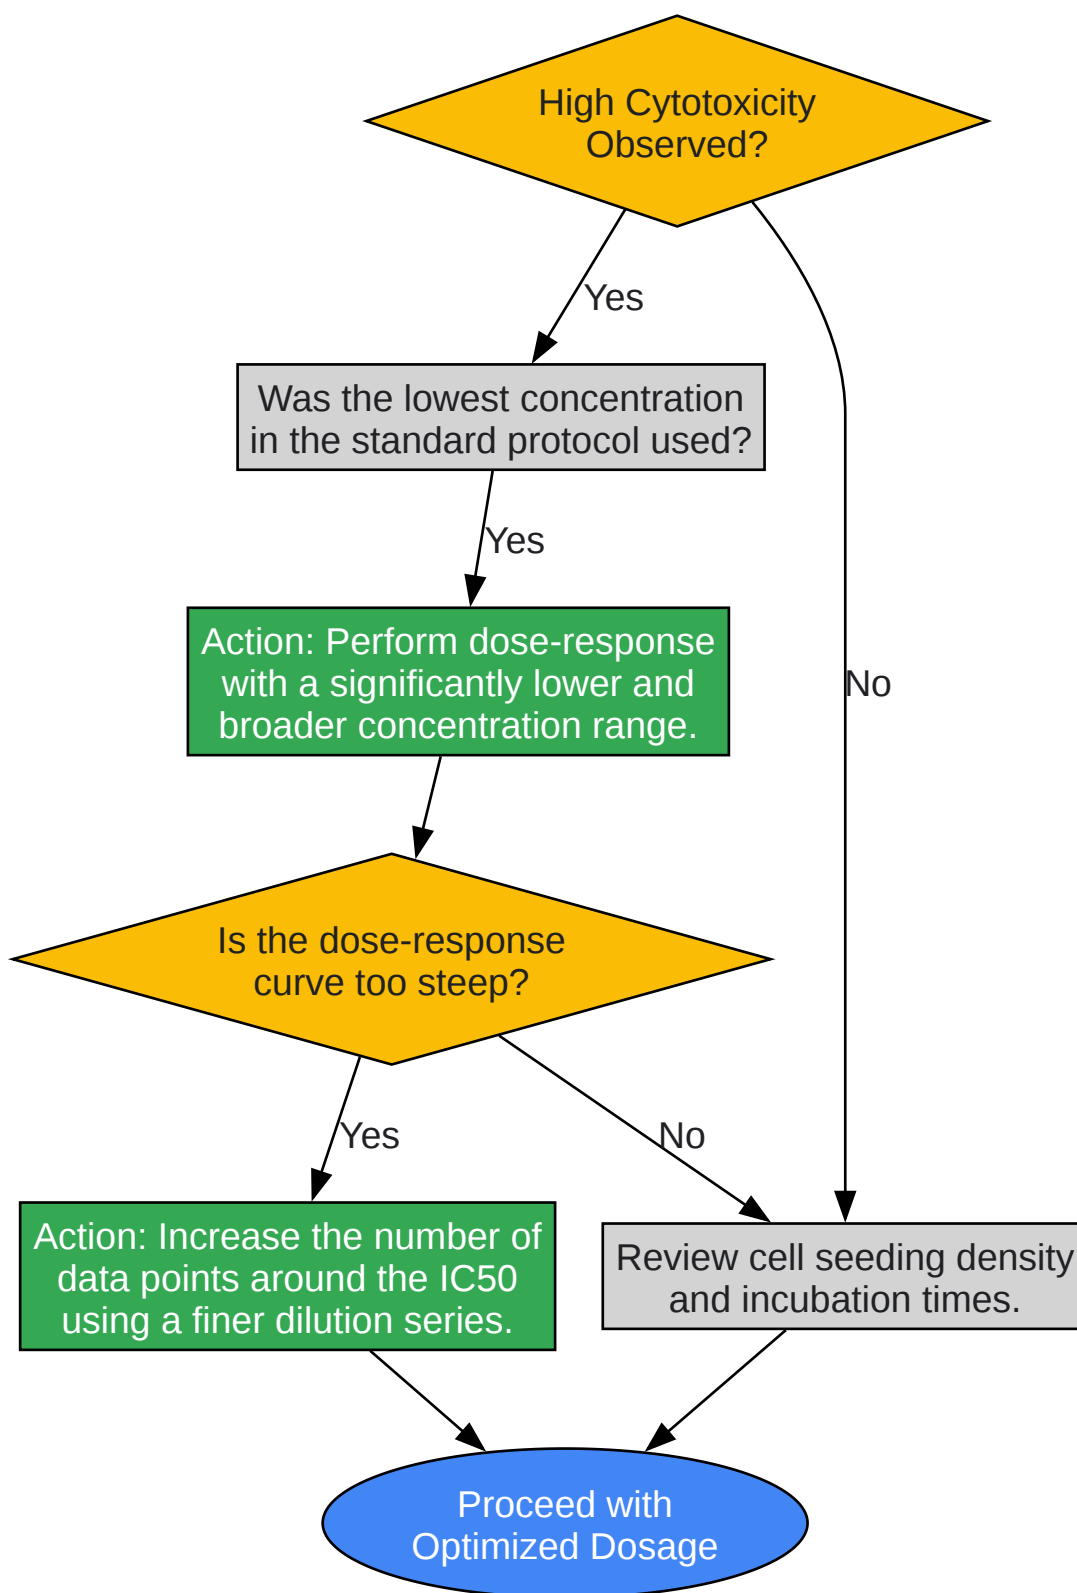 High Cytotoxicity
Observed?
Yes
Was the lowest concentration
in the standard protocol used?
Yes
Action: Perform dose-response
with a significantly lower and
broader concentration range.
No
Is the dose-response
curve too steep?
Yes
No
Action: Increase the number of
data points around the IC50
using a finer dilution series.
Review cell seeding density
and incubation times.
Proceed with
Optimized Dosage